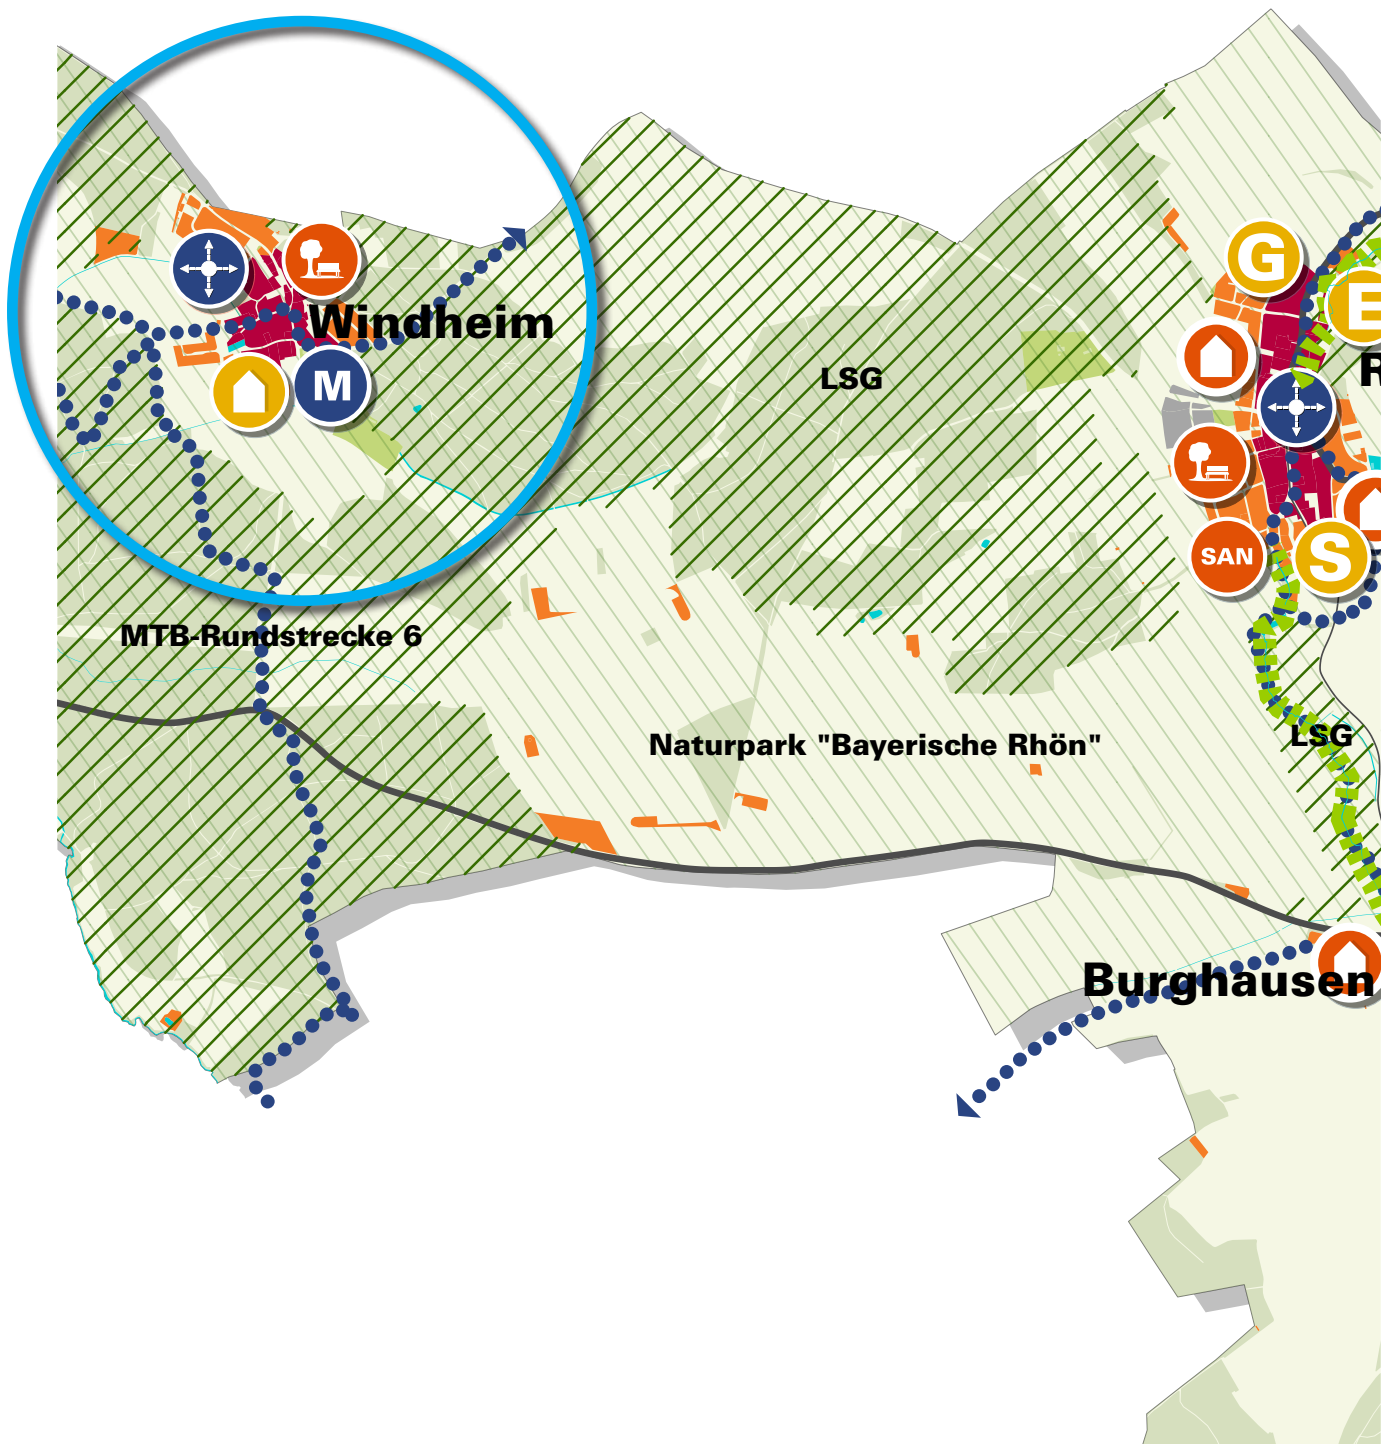 G
E
Windheim
R
LSG
M
S
SAN
MTB-Rundstrecke 6
LSG
Naturpark "Bayerische Rhön"
Burghausen